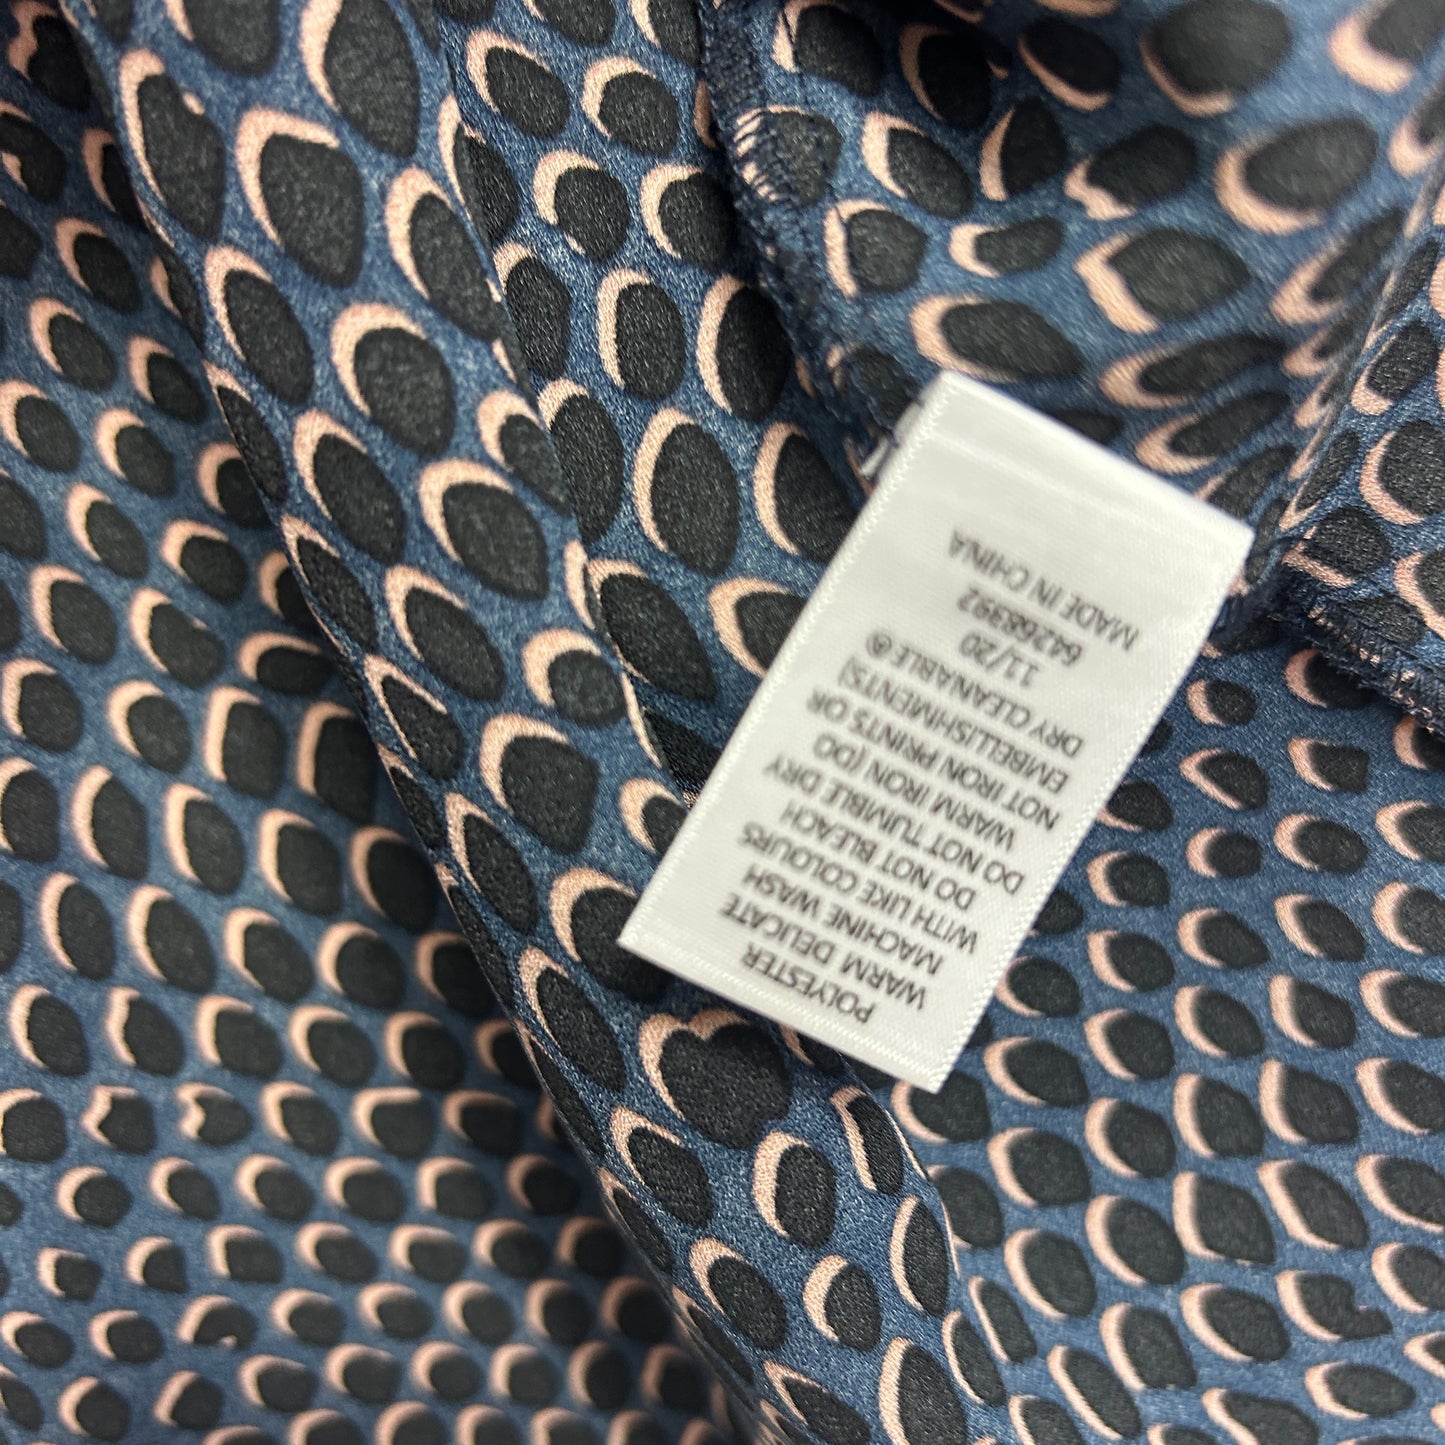 POLYESTER
WARM DELICATE
MACHINE WASH
WITH LIKE COLOURS
DO NOT BLEACH
DO NOT TUMBLE DRY
WARM IRON (DO
NOT IRON PRINTS OR
EMBELLISHMENTS)
DRY CLEANABLE®
11/20
64268392
MADE IN CHINA